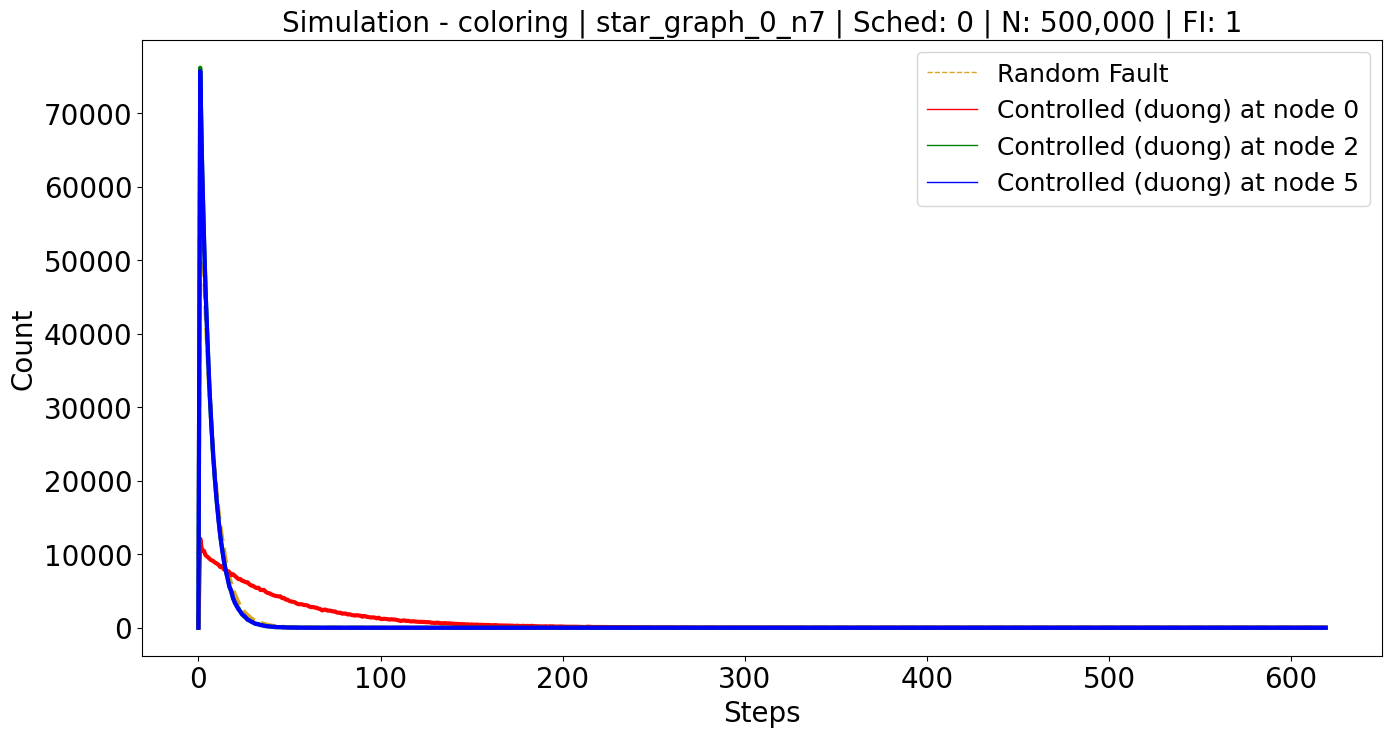 Simulation - coloring | star_graph_0_n7 | Sched: 0 | N: 500,000 | FI: 1
Random Fault
Controlled (duong) at node 0
Controlled (duong) at node 2
Controlled (duong) at node 5
Count
70000
60000
50000
40000
30000
20000
10000
0
0 100 200 300 400 500 600
Steps